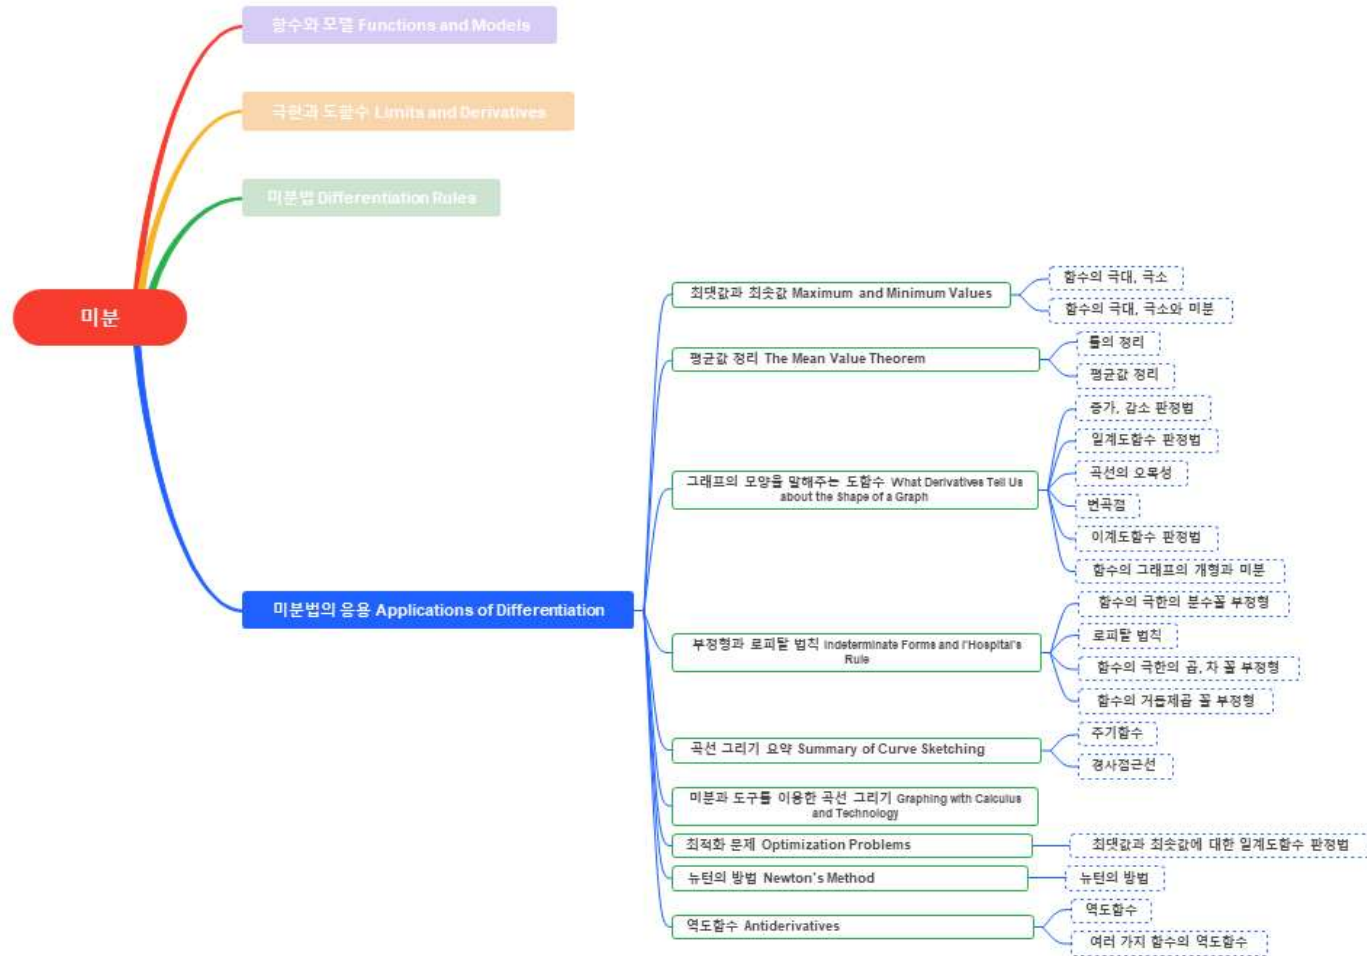 함수와 모델 Functions and Models
극한과 도함수 Limits and Derivatives
미분법 Differentiation Rules
미분
미분법의 응용 Applications of Differentiation
최댓값과 최솟값 Maximum and Minimum Values
함수의 극대, 극소
함수의 극대, 극소와 미분
평균값 정리 The Mean Value Theorem
롤의 정리
평균값 정리
그래프의 모양을 말해주는 도함수 What Derivatives Tell Us
about the Shape of a Graph
증가, 감소 판정법
일계도함수 판정법
곡선의 오목성
변곡점
이계도함수 판정법
함수의 그래프의 개형과 미분
부정형과 로피탈 법칙 Indeterminate Forms and l'Hospital's
Rule
함수의 극한의 분수꼴 부정형
로피탈 법칙
함수의 극한의 곱, 차 꼴 부정형
함수의 거듭제곱 꼴 부정형
곡선 그리기 요약 Summary of Curve Sketching
주기함수
경사점근선
미분과 도구를 이용한 곡선 그리기 Graphing with Calculus
and Technology
최적화 문제 Optimization Problems
최댓값과 최솟값에 대한 일계도함수 판정법
뉴턴의 방법 Newton's Method
뉴턴의 방법
역도함수 Antiderivatives
역도함수
여러 가지 함수의 역도함수